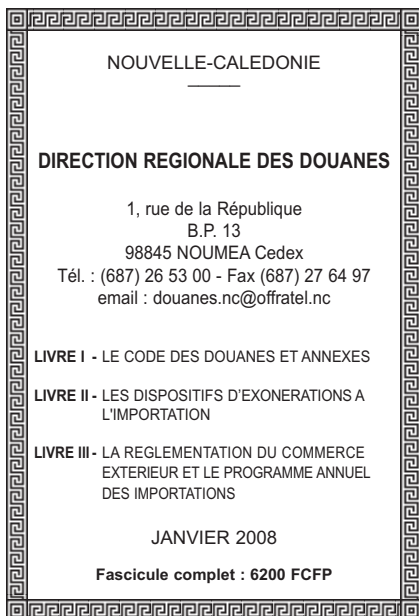 NOUVELLE-CALEDONIE
DIRECTION REGIONALE DES DOUANES
1, rue de la République
B.P. 13
98845 NOUMEA Cedex
Tél. : (687) 26 53 00 - Fax (687) 27 64 97
email : douanes.nc@offratel.nc
LIVRE I - LE CODE DES DOUANES ET ANNEXES
LIVRE II - LES DISPOSITIFS D'EXONERATIONS A
L'IMPORTATION
LIVRE III - LA REGLEMENTATION DU COMMERCE
EXTERIEUR ET LE PROGRAMME ANNUEL
DES IMPORTATIONS
JANVIER 2008
Fascicule complet : 6200 FCFP